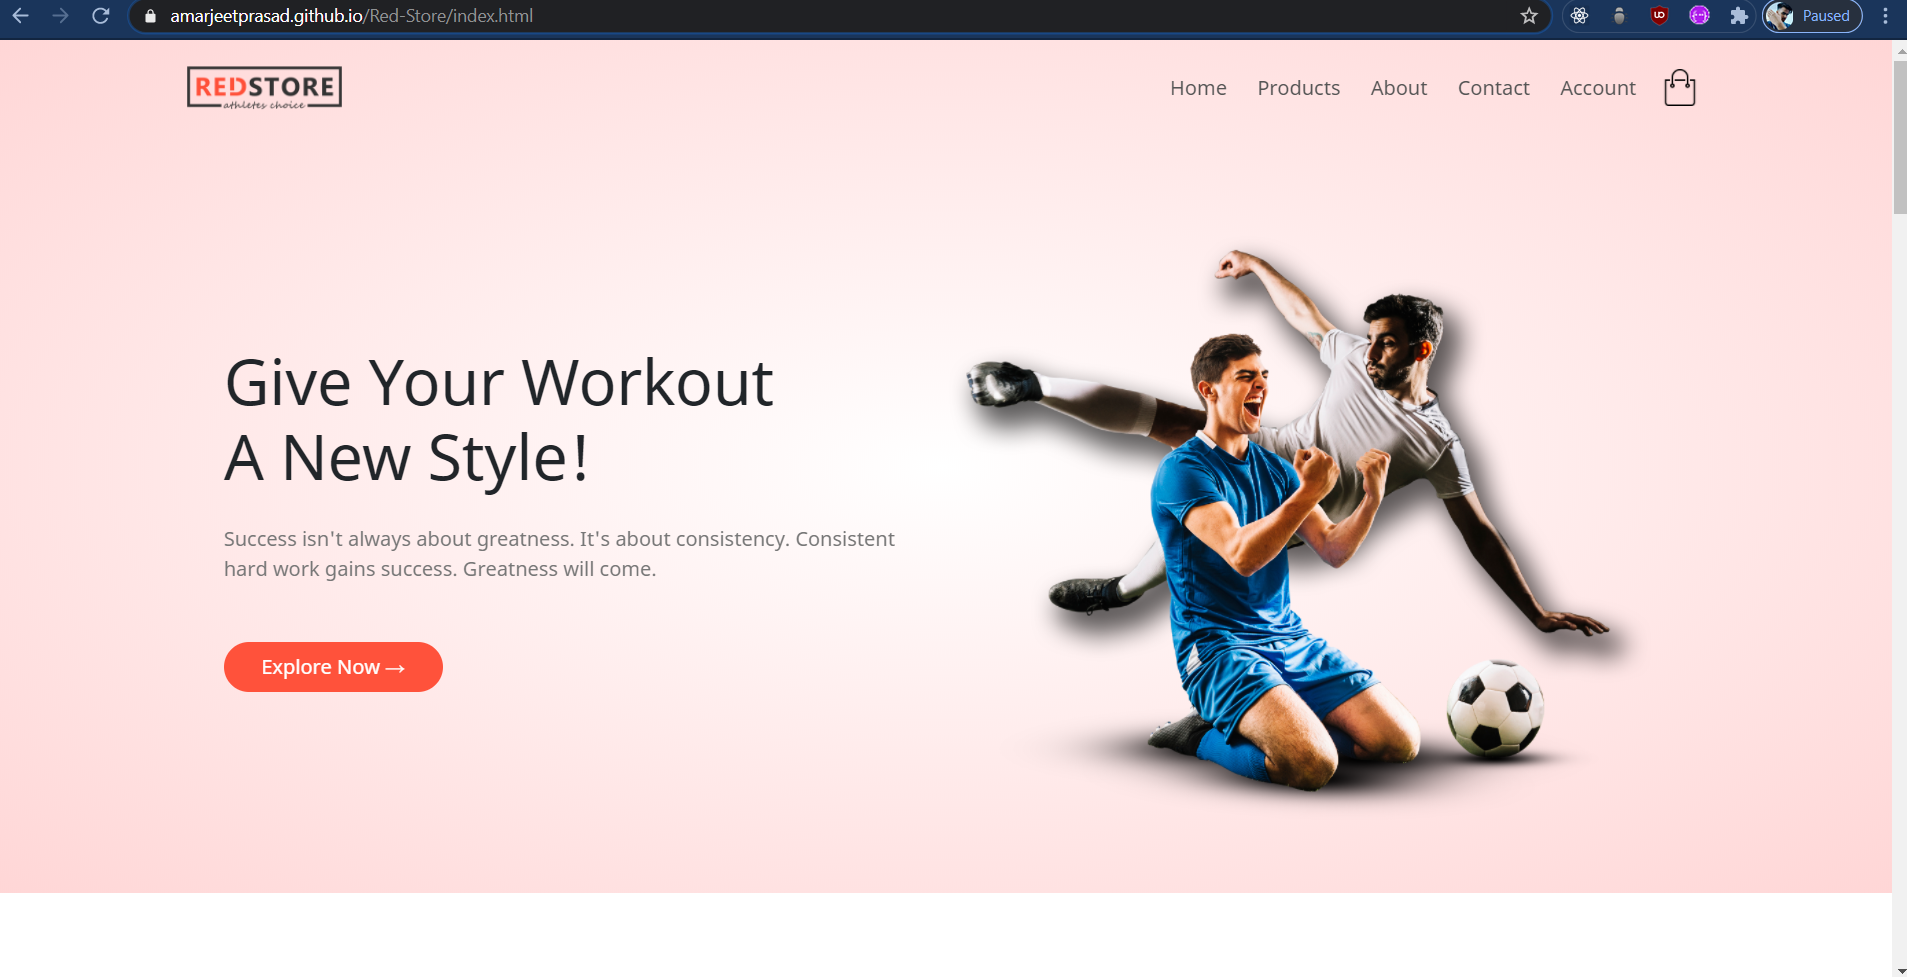 amarjeetprasad.github.io/Red-Store/index.html
Paused
REDSTORE
athletes choice
Home Products About Contact Account
Give Your Workout
A New Style!
Success isn't always about greatness. It's about consistency. Consistent
hard work gains success. Greatness will come.
Explore Now →